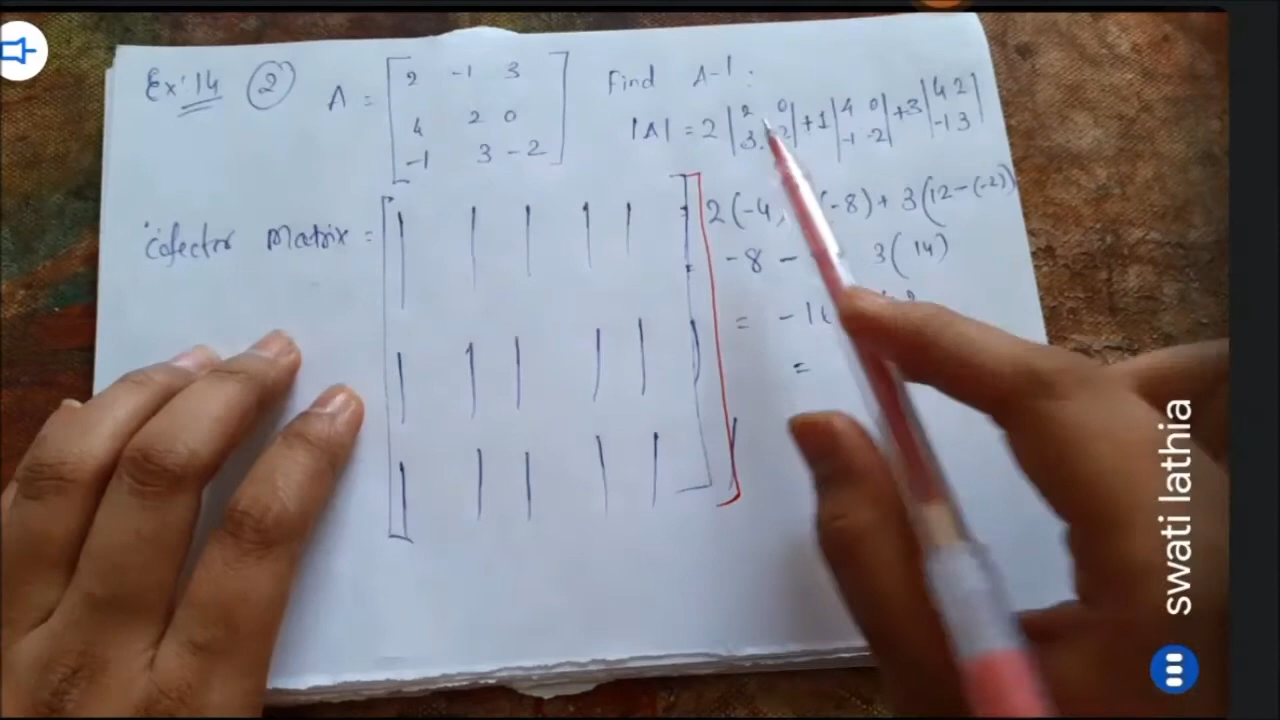 Ex:14 (2) A = [ 2 -1 3 Find A-1 :
4 2 0
-1 3 -2 ]
|A| = 2 | 2 0 | +1 | 4 0 | +3 | 4 2 |
| 3 | | -1 -2 | | -1 3 |
Cofector Matrix =
2(-4 (-8) + 3(12-(-2))
-8 - 3(14)
= -1
=
swati lathia